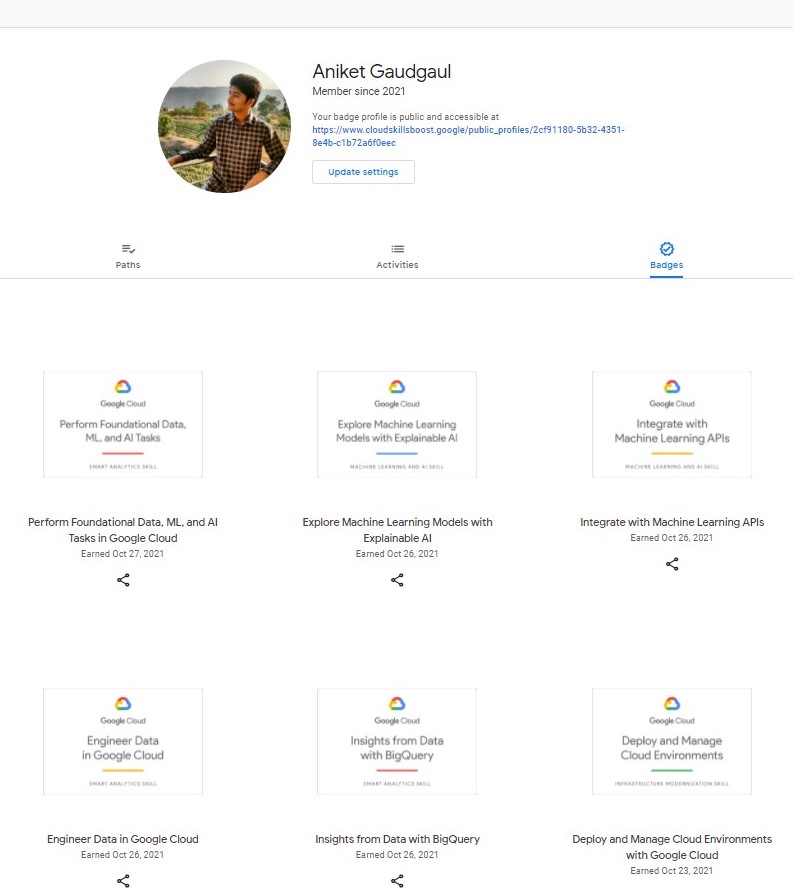 Aniket Gaudgaul
Member since 2021
Your badge profile is public and accessible at
https://www.cloudskillsboost.google/public_profiles/2cf91180-5b32-4351-
8e4b-c1b72a6f0eec
Update settings
Paths
Activities
Badges
Google Cloud
Perform Foundational Data,
ML, and AI Tasks
SMART ANALYTICS SKILL
Perform Foundational Data, ML, and AI
Tasks in Google Cloud
Earned Oct 27, 2021
Google Cloud
Explore Machine Learning
Models with Explainable AI
MACHINE LEARNING AND AI SKILL
Explore Machine Learning Models with
Explainable AI
Earned Oct 26, 2021
Google Cloud
Integrate with
Machine Learning APIs
MACHINE LEARNING AND AI SKILL
Integrate with Machine Learning APIs
Earned Oct 26, 2021
Google Cloud
Engineer Data
in Google Cloud
SMART ANALYTICS SKILL
Engineer Data in Google Cloud
Earned Oct 26, 2021
Google Cloud
Insights from Data
with BigQuery
SMART ANALYTICS SKILL
Insights from Data with BigQuery
Earned Oct 26, 2021
Google Cloud
Deploy and Manage
Cloud Environments
INFRASTRUCTURE MODERNIZATION SKILL
Deploy and Manage Cloud Environments
with Google Cloud
Earned Oct 23, 2021